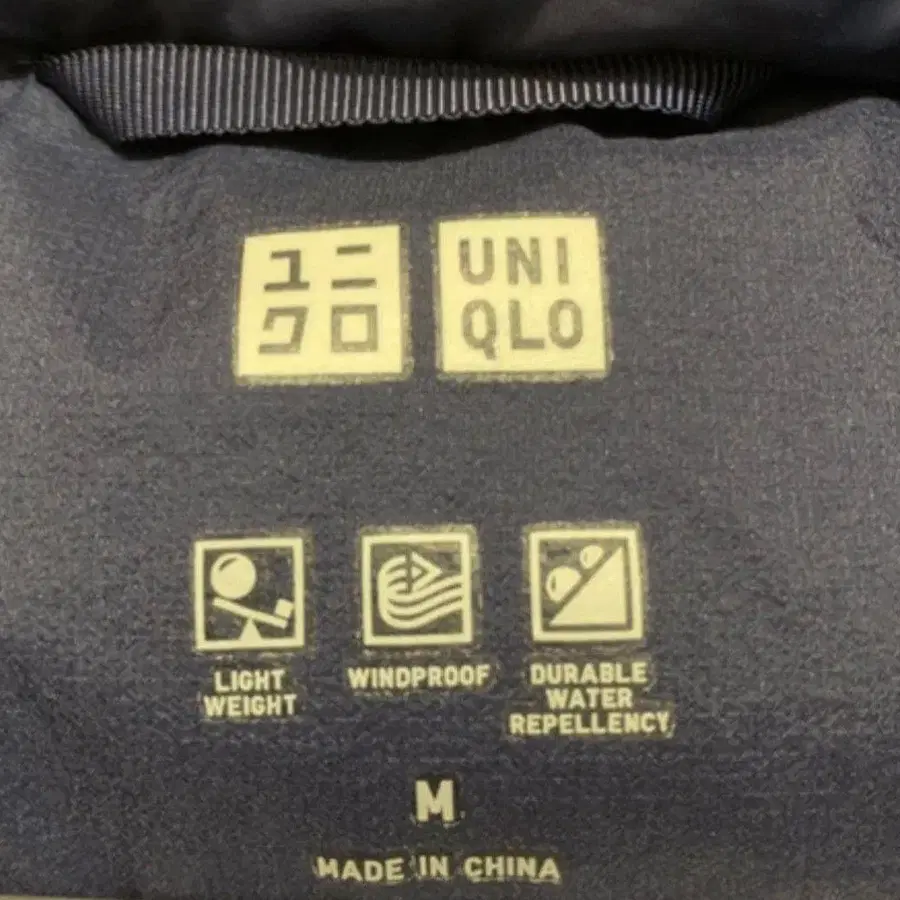 ユニ
クロ
UNI
QLO
LIGHT
WEIGHT
WINDPROOF
DURABLE
WATER
REPELLENCY
M
MADE IN CHINA